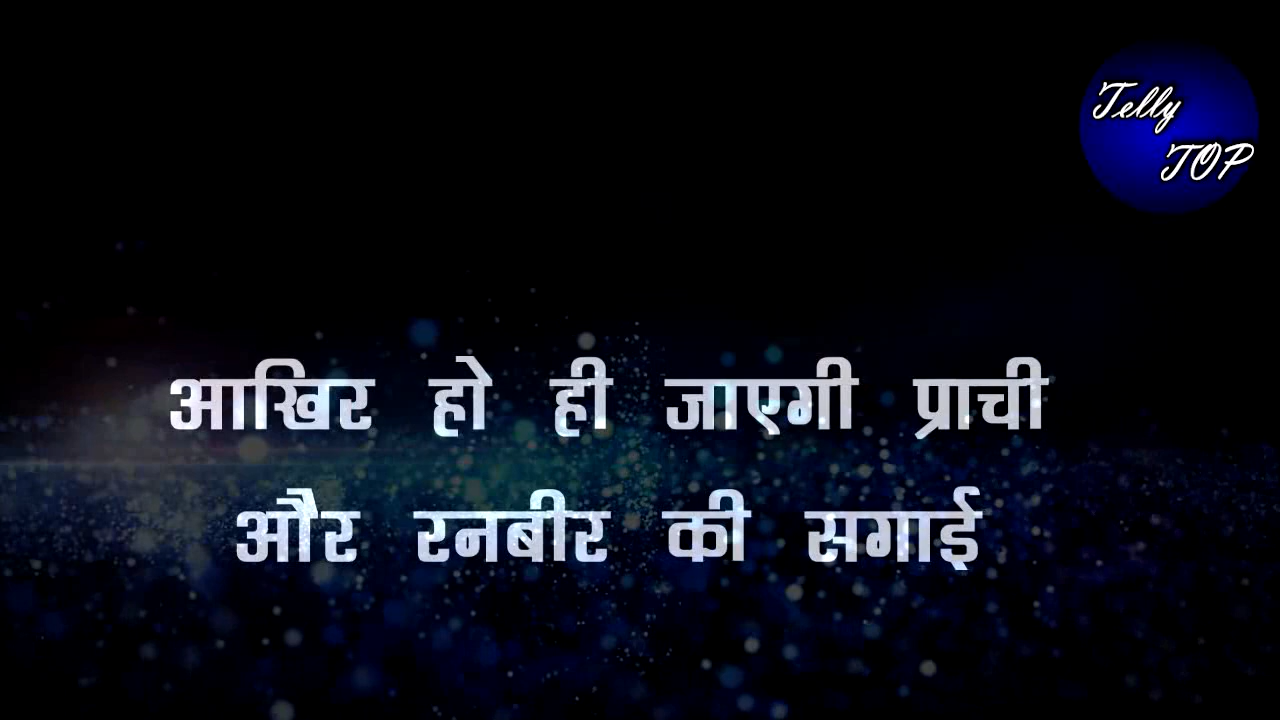 Telly
TOP
आखिर हो ही जाएगी प्राची
और रनबीर की सगाई